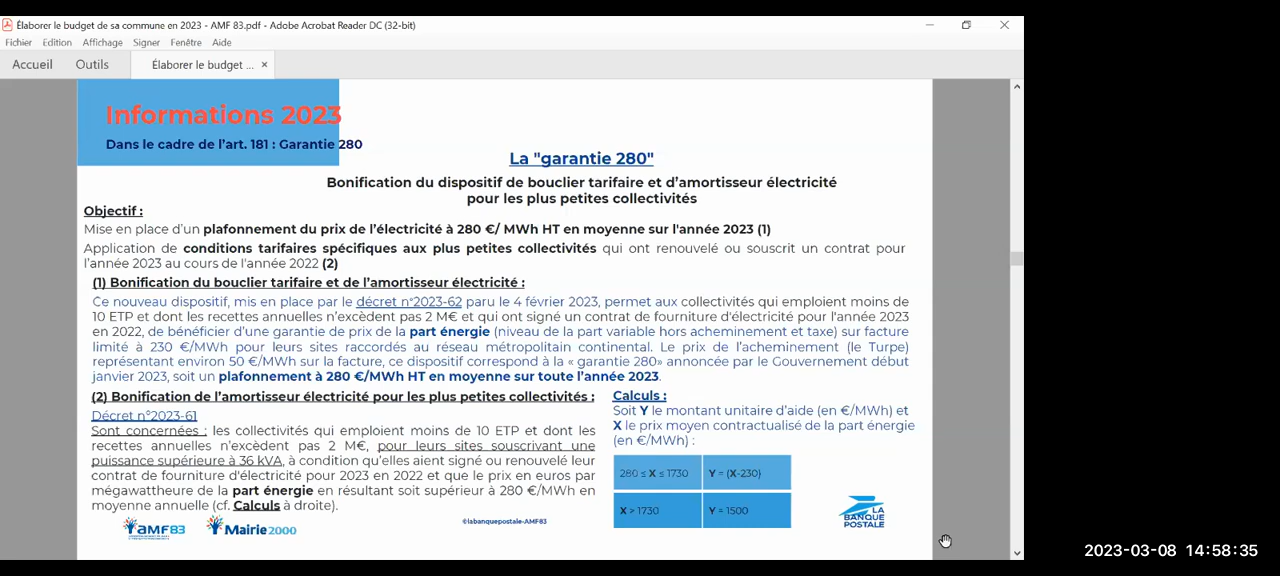 Élaborer le budget de sa commune en 2023 - AMF 83.pdf - Adobe Acrobat Reader DC (32-bit)
Fichier Edition Affichage Signer Fenêtre Aide
Accueil Outils Élaborer le budget ... ×
Informations 2023
Dans le cadre de l'art. 181 : Garantie 280
La "garantie 280"
Bonification du dispositif de bouclier tarifaire et d'amortisseur électricité
pour les plus petites collectivités
Objectif :
Mise en place d'un plafonnement du prix de l'électricité à 280 €/ MWh HT en moyenne sur l'année 2023 (1)
Application de conditions tarifaires spécifiques aux plus petites collectivités qui ont renouvelé ou souscrit un contrat pour
l'année 2023 au cours de l'année 2022 (2)
(1) Bonification du bouclier tarifaire et de l'amortisseur électricité :
Ce nouveau dispositif, mis en place par le décret n°2023-62 paru le 4 février 2023, permet aux collectivités qui emploient moins de
10 ETP et dont les recettes annuelles n'excèdent pas 2 M€ et qui ont signé un contrat de fourniture d'électricité pour l'année 2023
en 2022, de bénéficier d'une garantie de prix de la part énergie (niveau de la part variable hors acheminement et taxe) sur facture
limité à 230 €/MWh pour leurs sites raccordés au réseau métropolitain continental. Le prix de l'acheminement (le Turpe)
représentant environ 50 €/MWh sur la facture, ce dispositif correspond à la « garantie 280» annoncée par le Gouvernement début
janvier 2023, soit un plafonnement à 280 €/MWh HT en moyenne sur toute l'année 2023.
(2) Bonification de l'amortisseur électricité pour les plus petites collectivités :
Décret n°2023-61
Sont concernées : les collectivités qui emploient moins de 10 ETP et dont les
recettes annuelles n'excèdent pas 2 M€, pour leurs sites souscrivant une
puissance supérieure à 36 kVA, à condition qu'elles aient signé ou renouvelé leur
contrat de fourniture d'électricité pour 2023 en 2022 et que le prix en euros par
mégawattheure de la part énergie en résultant soit supérieur à 280 €/MWh en
moyenne annuelle (cf. Calculs à droite).
Calculs :
Soit Y le montant unitaire d'aide (en €/MWh) et
X le prix moyen contractualisé de la part énergie
(en €/MWh) :
280 ≤ X ≤ 1730 Y = (X-230)
X > 1730 Y = 1500
AMF83 Mairie2000
©labanquepostale-AMF83
LA
BANQUE
POSTALE
2023-03-08 14:58:35